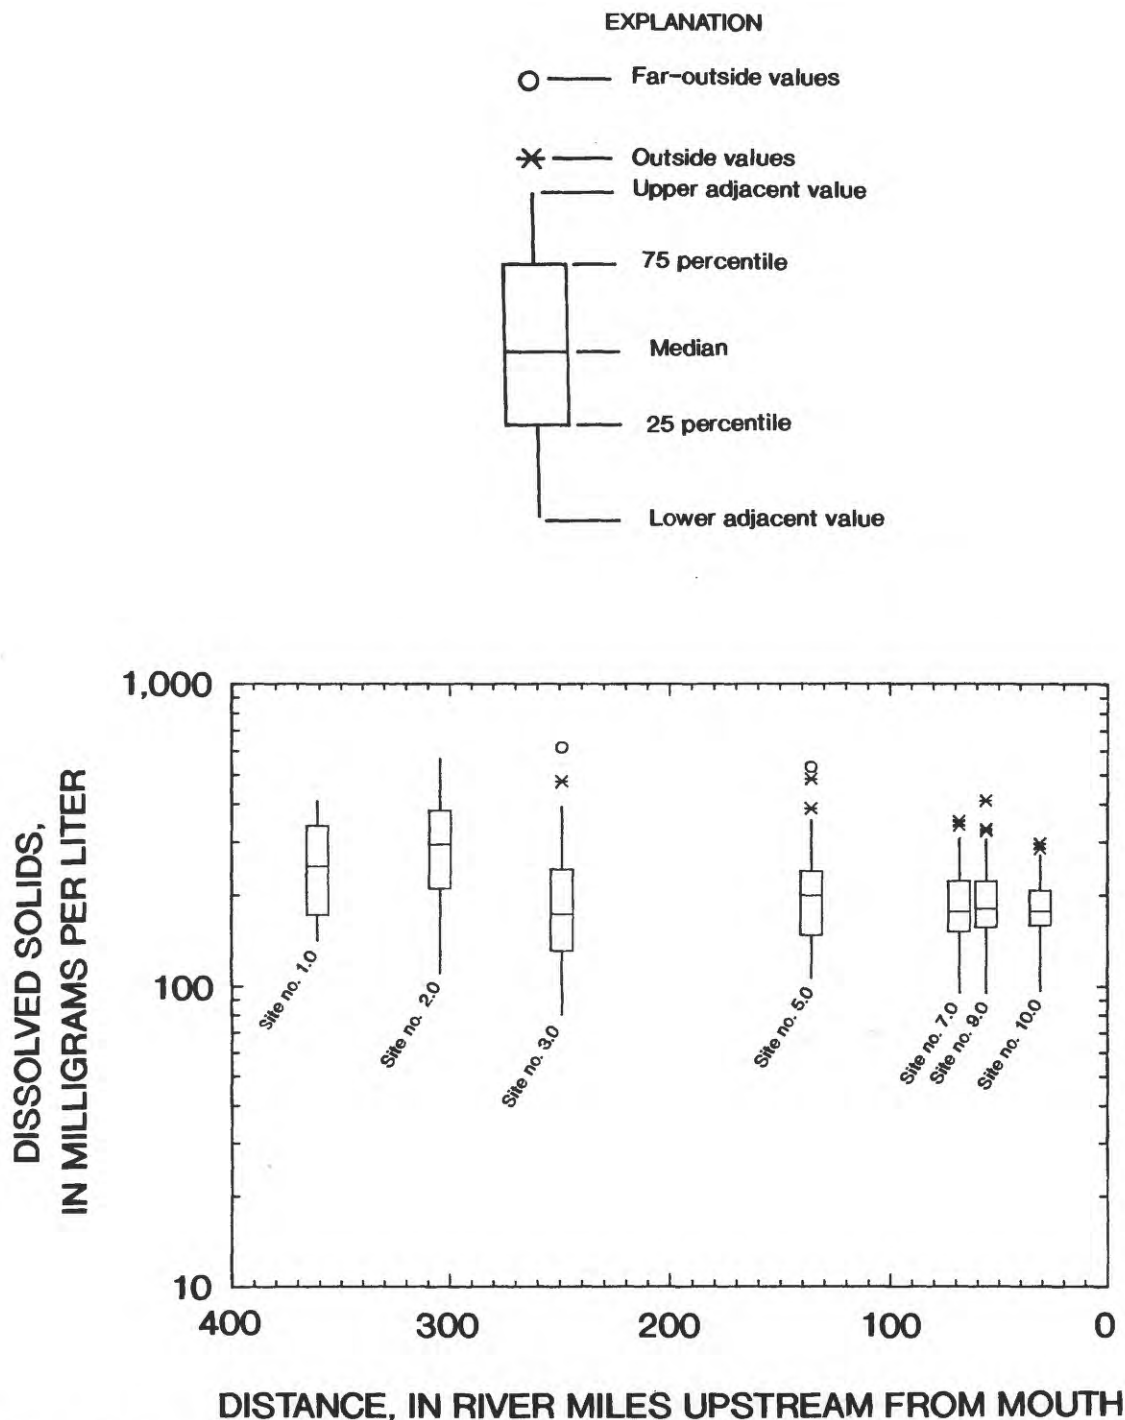 EXPLANATION
Far-outside values
Outside values
Upper adjacent value
75 percentile
Median
25 percentile
Lower adjacent value
1,000
100
10
DISSOLVED SOLIDS,
IN MILLIGRAMS PER LITER
Site no. 1.0
Site no. 2.0
Site no. 3.0
Site no. 5.0
Site no. 7.0
Site no. 9.0
Site no. 10.0
400 300 200 100 0
DISTANCE, IN RIVER MILES UPSTREAM FROM MOUTH